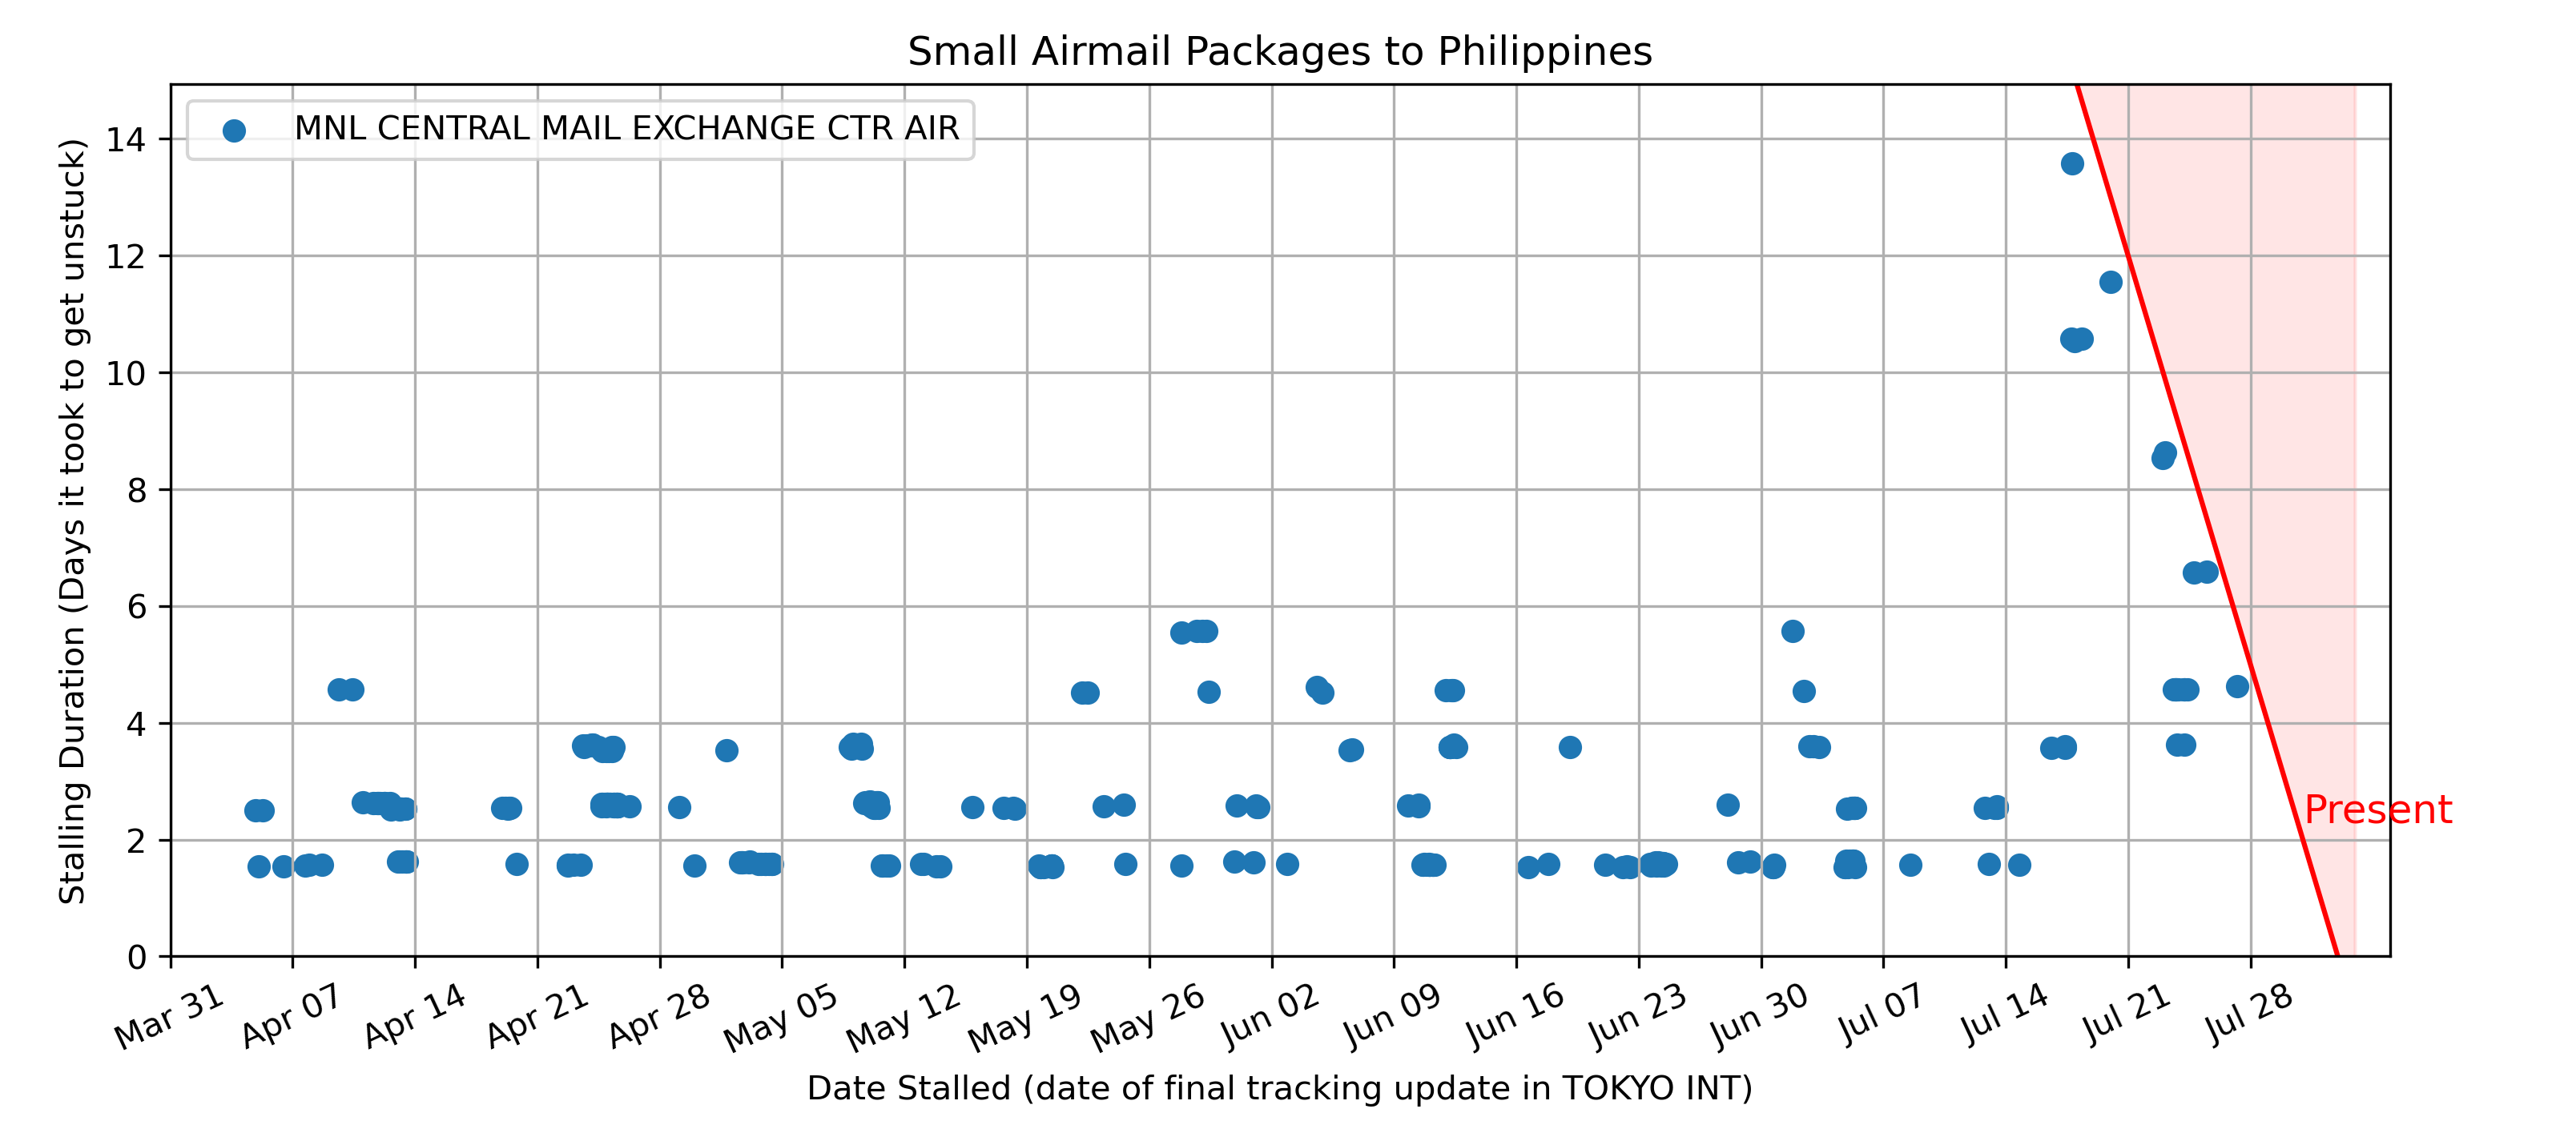 Small Airmail Packages to Philippines
MNL CENTRAL MAIL EXCHANGE CTR AIR
Stalling Duration (Days it took to get unstuck)
14
12
10
8
6
4
2
0
Present
Mar 31
Apr 07
Apr 14
Apr 21
Apr 28
May 05
May 12
May 19
May 26
Jun 02
Jun 09
Jun 16
Jun 23
Jun 30
Jul 07
Jul 14
Jul 21
Jul 28
Date Stalled (date of final tracking update in TOKYO INT)